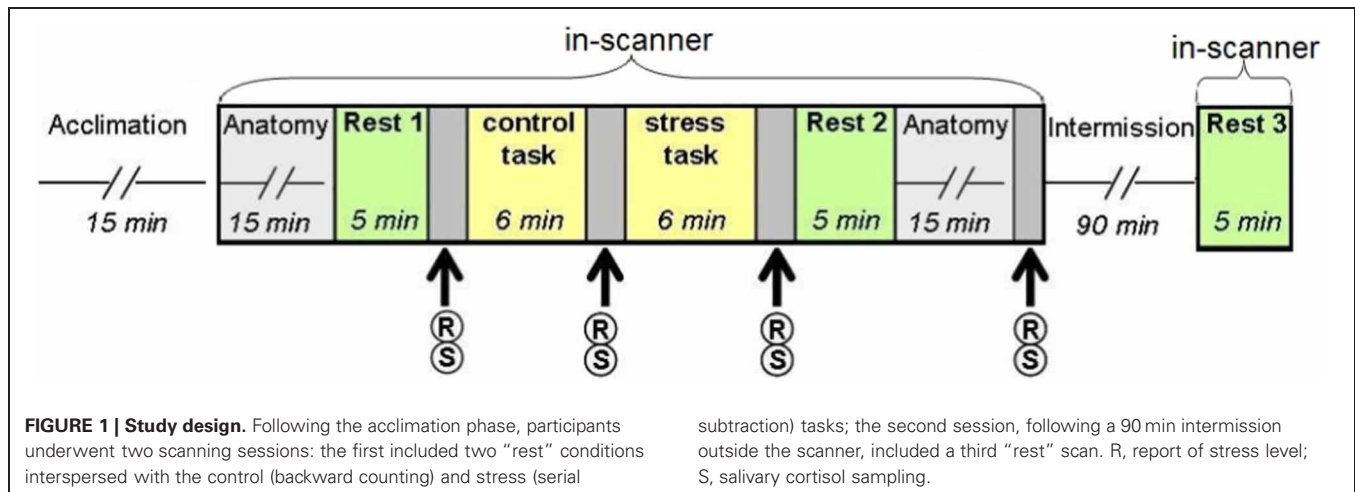 in-scanner
in-scanner
Acclimation
Anatomy
Rest 1
control
task
stress
task
Rest 2
Anatomy
Intermission
Rest 3
15 min
15 min
5 min
6 min
6 min
5 min
15 min
90 min
5 min
R
S
R
S
R
S
R
S
FIGURE 1 | Study design. Following the acclimation phase, participants
underwent two scanning sessions: the first included two “rest” conditions
interspersed with the control (backward counting) and stress (serial
subtraction) tasks; the second session, following a 90 min intermission
outside the scanner, included a third “rest” scan. R, report of stress level;
S, salivary cortisol sampling.